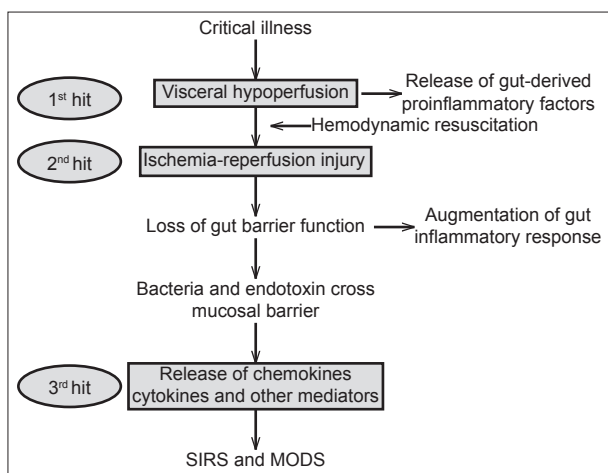 Critical illness
1st hit
Visceral hypoperfusion
Release of gut-derived
proinflammatory factors
Hemodynamic resuscitation
2nd hit
Ischemia-reperfusion injury
Loss of gut barrier function
Augmentation of gut
inflammatory response
Bacteria and endotoxin cross
mucosal barrier
3rd hit
Release of chemokines
cytokines and other mediators
SIRS and MODS